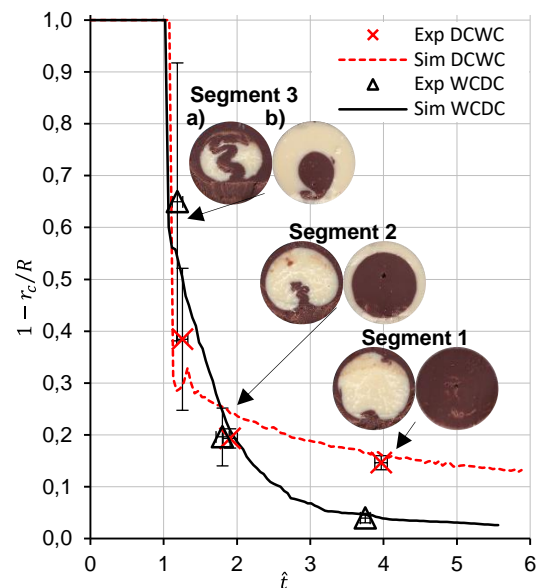 1,0
0,9
0,8
0,7
0,6
0,5
0,4
0,3
0,2
0,1
0,0
1 − r_c/R
Exp DCWC
Sim DCWC
Exp WCDC
Sim WCDC
Segment 3
a) b)
Segment 2
Segment 1
0 1 2 3 4 5 6
t̂